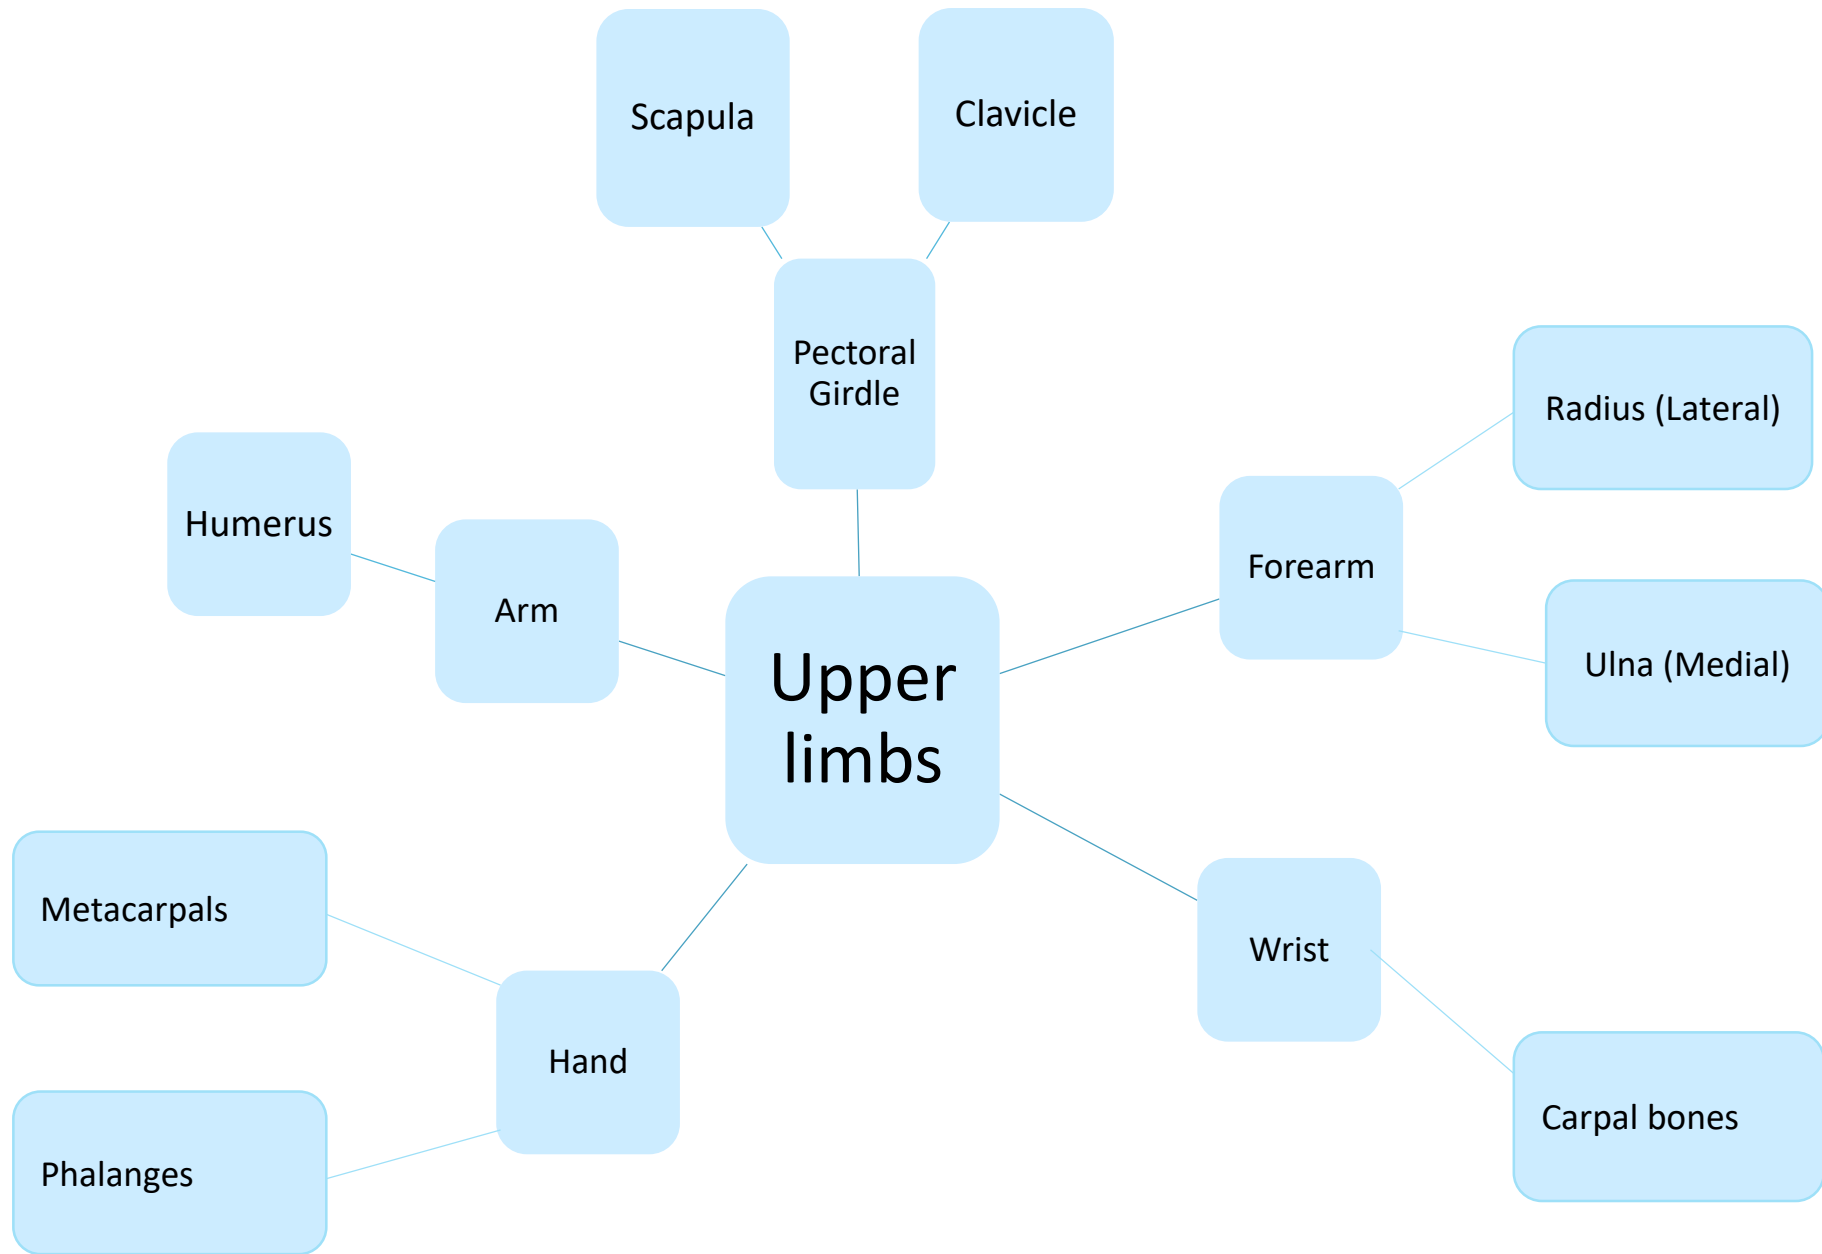 Scapula
Clavicle
Pectoral
Girdle
Radius (Lateral)
Humerus
Forearm
Arm
Upper
limbs
Ulna (Medial)
Metacarpals
Wrist
Hand
Carpal bones
Phalanges